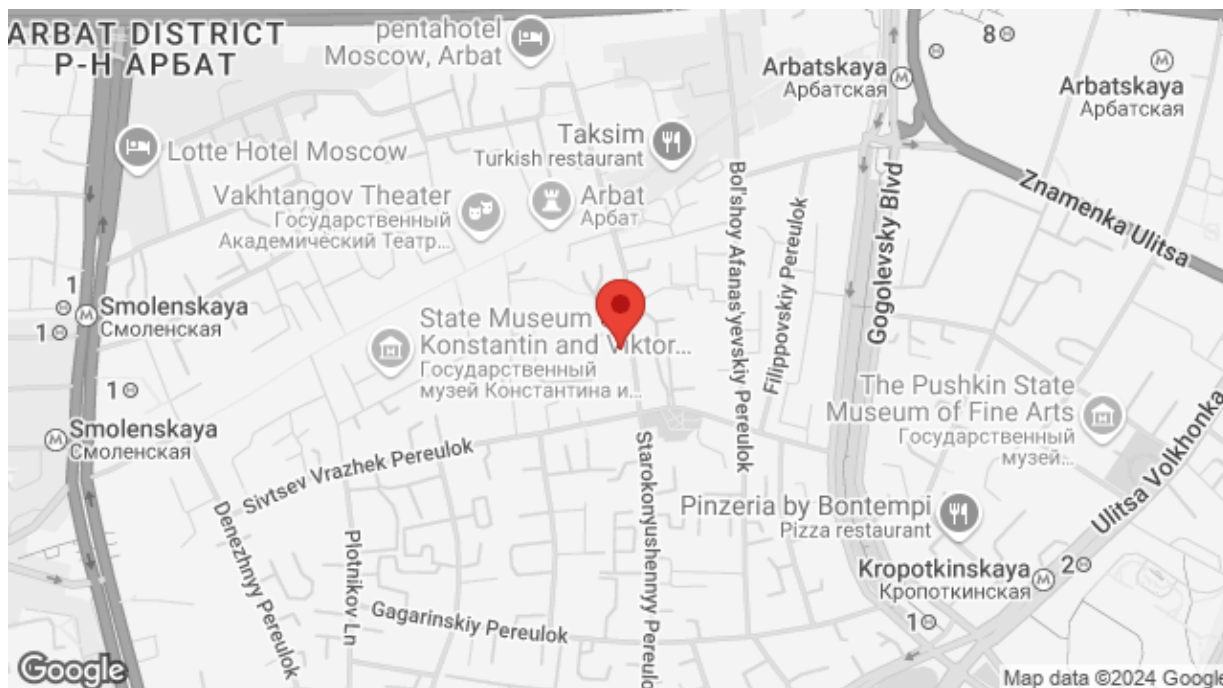 ARBAT DISTRICT
Р-Н АРБАТ
pentahotel
Moscow, Arbat
8
Arbatskaya
Арбатская
Arbatskaya
Арбатская
Lotte Hotel Moscow
Taksim
Turkish restaurant
Vakhtangov Theater
Государственный
Академический Театр...
Arbat
Арбат
Bol'shoy Afanas'yevskiy Pereulok
Filippovskiy Pereulok
Gogolevsky Blvd
Znamenka Ulitsa
1
Smolenskaya
Смоленская
1
State Museum
Konstantin and Viktor...
Государственный
музей Константина и...
1
Smolenskaya
Смоленская
The Pushkin State
Museum of Fine Arts
Государственный
музей...
Sivtsev Vrazhek Pereulok
Starokonyushennyy Pereulo
Denezhnyy Pereulok
Plotnikov Ln
Gagarinskiy Pereulok
Pinzeria by Bontempi
Pizza restaurant
Ulitsa Volkhonka
Kropotkinskaya
Кропоткинская
2
1
Google
Map data ©2024 Google